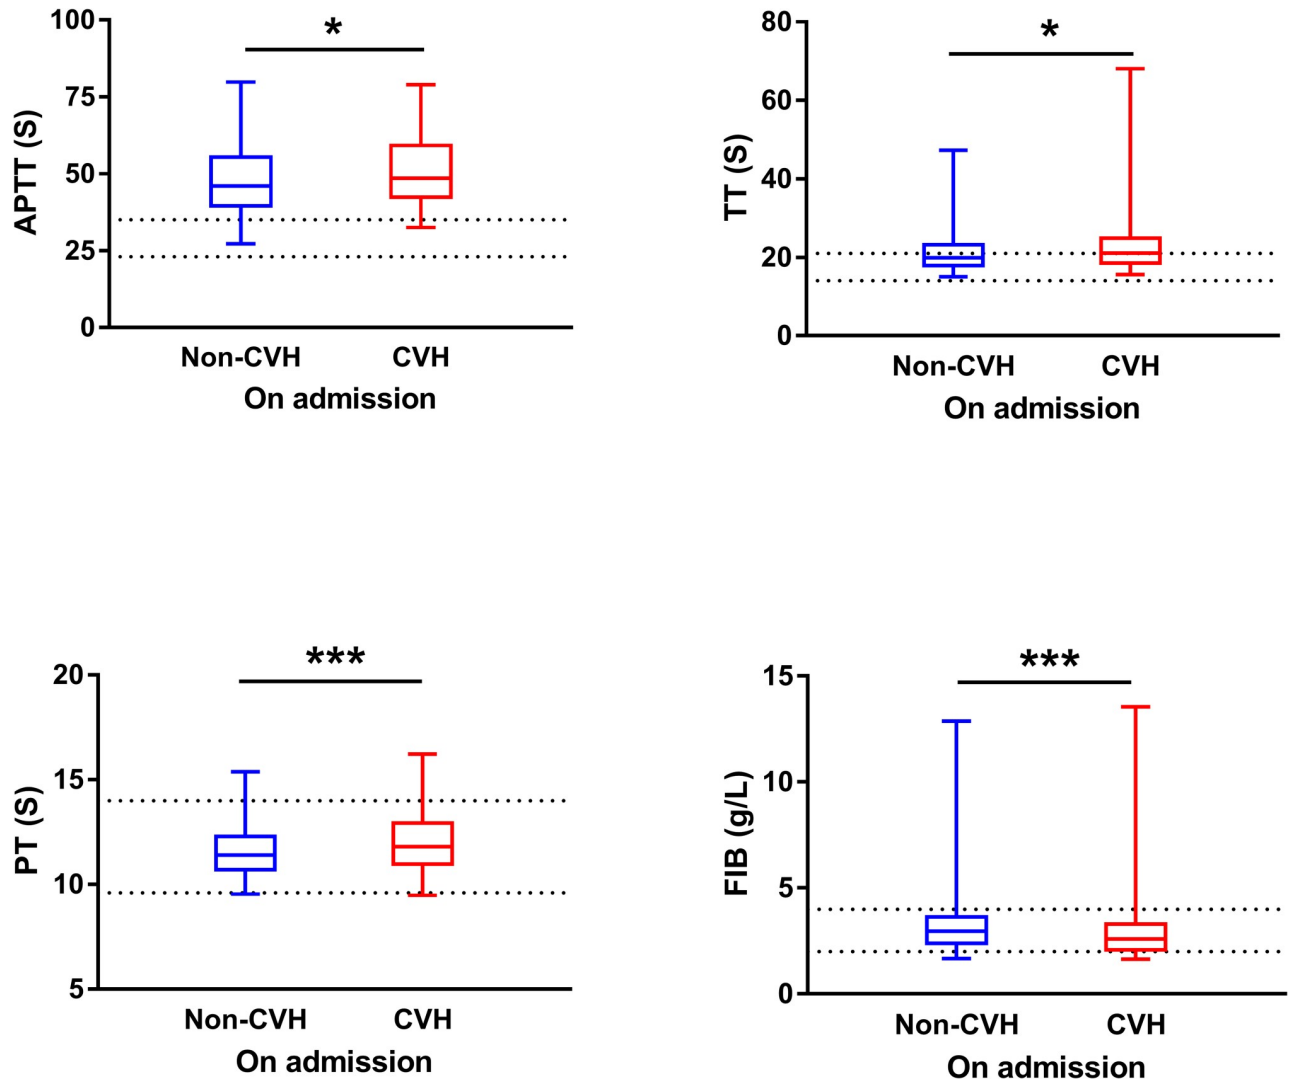 *
100
75
50
25
0
APTT (S)
Non-CVH CVH
On admission
*
80
60
40
20
0
TT (S)
Non-CVH CVH
On admission
***
20
15
10
5
PT (S)
Non-CVH CVH
On admission
***
15
10
5
0
FIB (g/L)
Non-CVH CVH
On admission